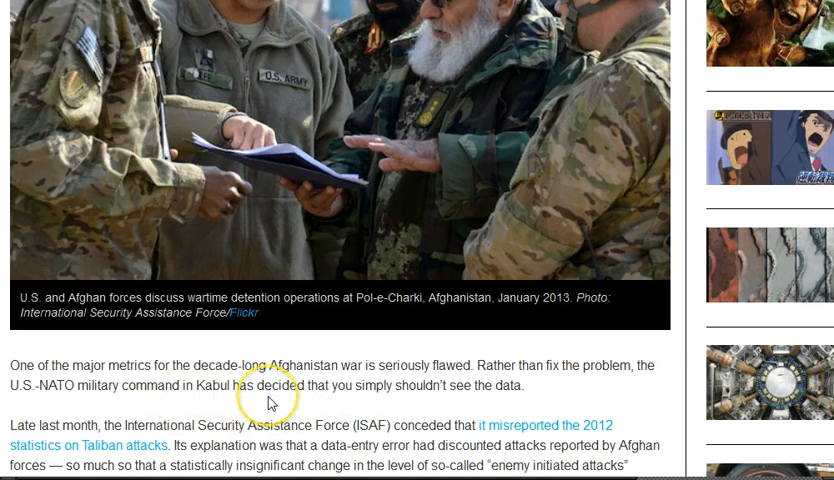 LEE
U.S. ARMY
U.S. and Afghan forces discuss wartime detention operations at Pol-e-Charki, Afghanistan, January 2013. Photo:
International Security Assistance Force/Flickr
One of the major metrics for the decade-long Afghanistan war is seriously flawed. Rather than fix the problem, the
U.S.-NATO military command in Kabul has decided that you simply shouldn't see the data.
Late last month, the International Security Assistance Force (ISAF) conceded that it misreported the 2012
statistics on Taliban attacks. Its explanation was that a data-entry error had discounted attacks reported by Afghan
forces — so much so that a statistically insignificant change in the level of so-called "enemy initiated attacks"